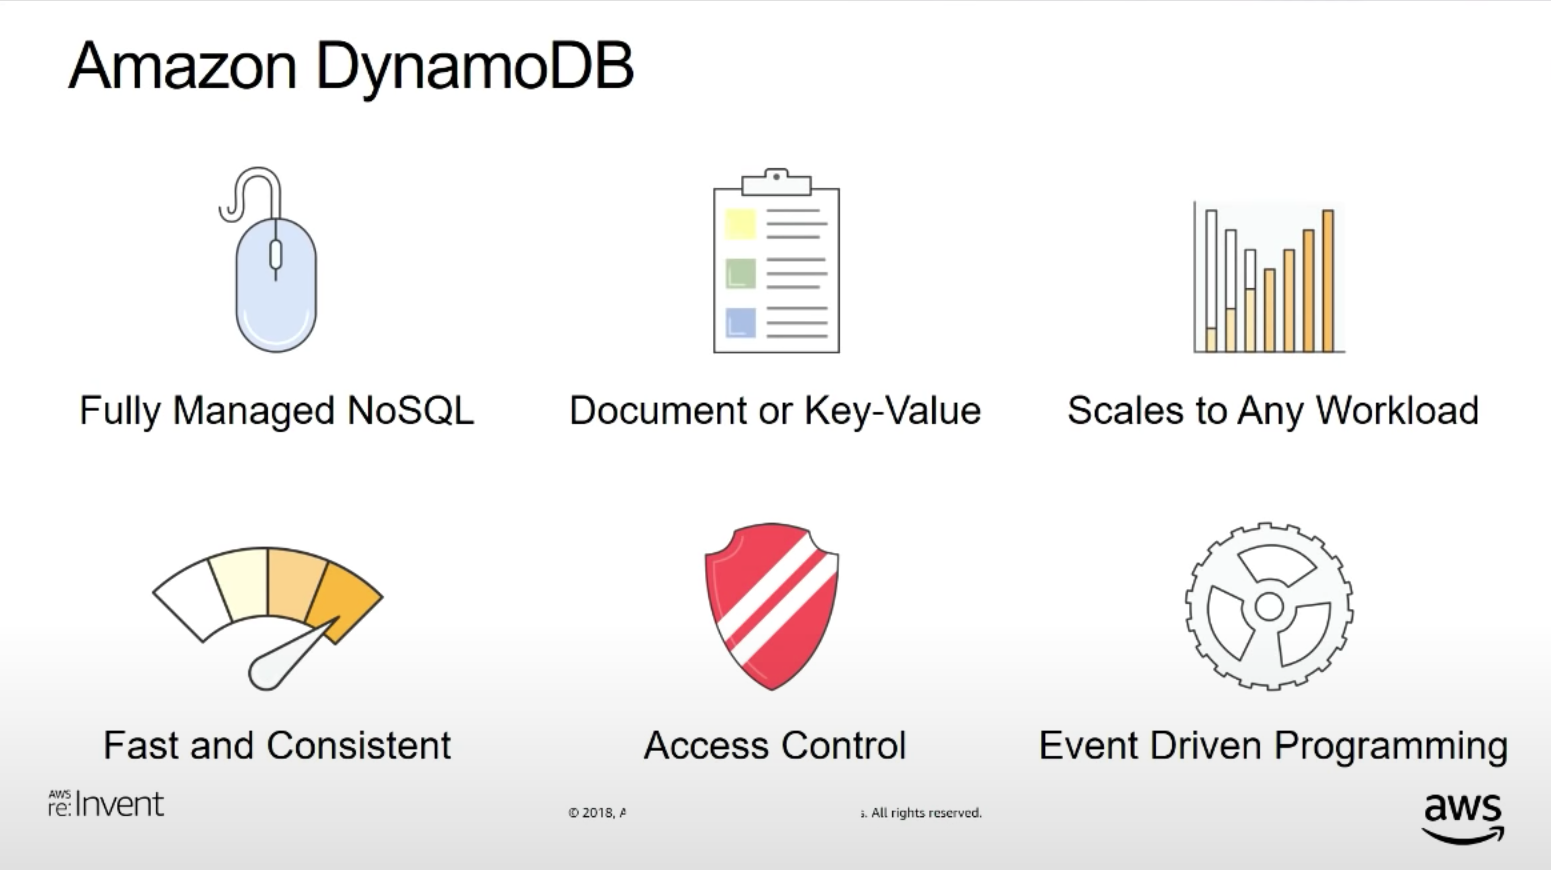 Amazon DynamoDB
Fully Managed NoSQL
Document or Key-Value
Scales to Any Workload
Fast and Consistent
Access Control
Event Driven Programming
AWS
re:Invent
© 2018, All rights reserved.
aws